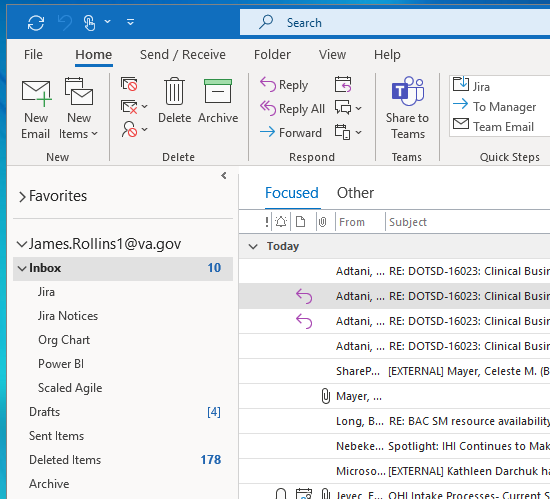 Search
File Home Send / Receive Folder View Help
New Email
New Items
Delete
Archive
Reply
Reply All
Forward
Share to Teams
Jira
To Manager
Team Email
New Delete Respond Teams Quick Steps
Favorites
James.Rollins1@va.gov
Inbox 10
Jira
Jira Notices
Org Chart
Power BI
Scaled Agile
Drafts [4]
Sent Items
Deleted Items 178
Archive
Focused Other
! From Subject
Today
Adtani, ... RE: DOTSD-16023: Clinical Busin
Adtani, ... RE: DOTSD-16023: Clinical Busin
Adtani, ... RE: DOTSD-16023: Clinical Busin
Adtani, ... RE: DOTSD-16023: Clinical Busin
ShareP... [EXTERNAL] Mayer, Celeste M. (B
Mayer, ...
Long, B... RE: BAC SM resource availability
Nebeke... Spotlight: IHI Continues to Mak
Microso... [EXTERNAL] Kathleen Darchuk ha
Jevec, F... OHI Intake Processes- Current S